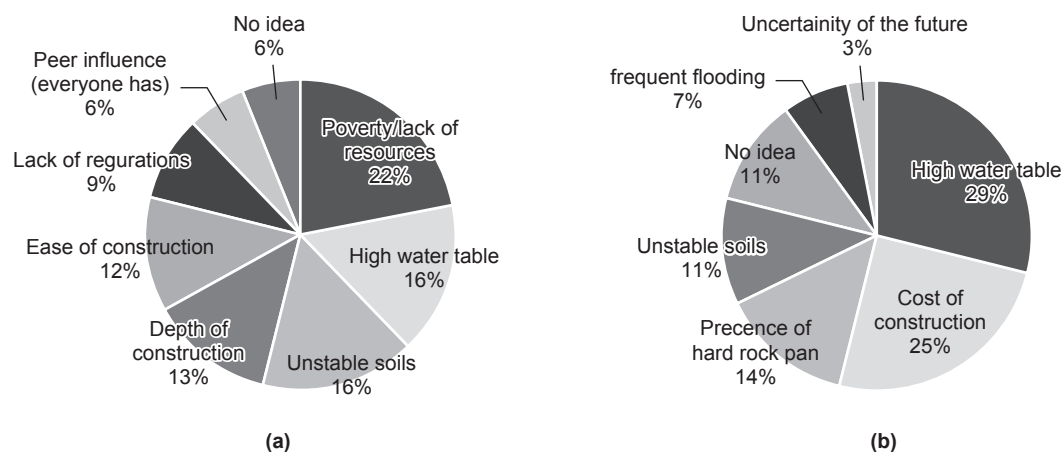 No idea
6%
Peer influence
(everyone has)
6%
Poverty/lack of
resources
22%
Lack of regurations
9%
High water table
16%
Ease of construction
12%
Depth of
construction
13%
Unstable soils
16%
(a)
Uncertainity of the future
3%
frequent flooding
7%
No idea
11%
High water table
29%
Unstable soils
11%
Cost of
construction
25%
Precence of
hard rock pan
14%
(b)